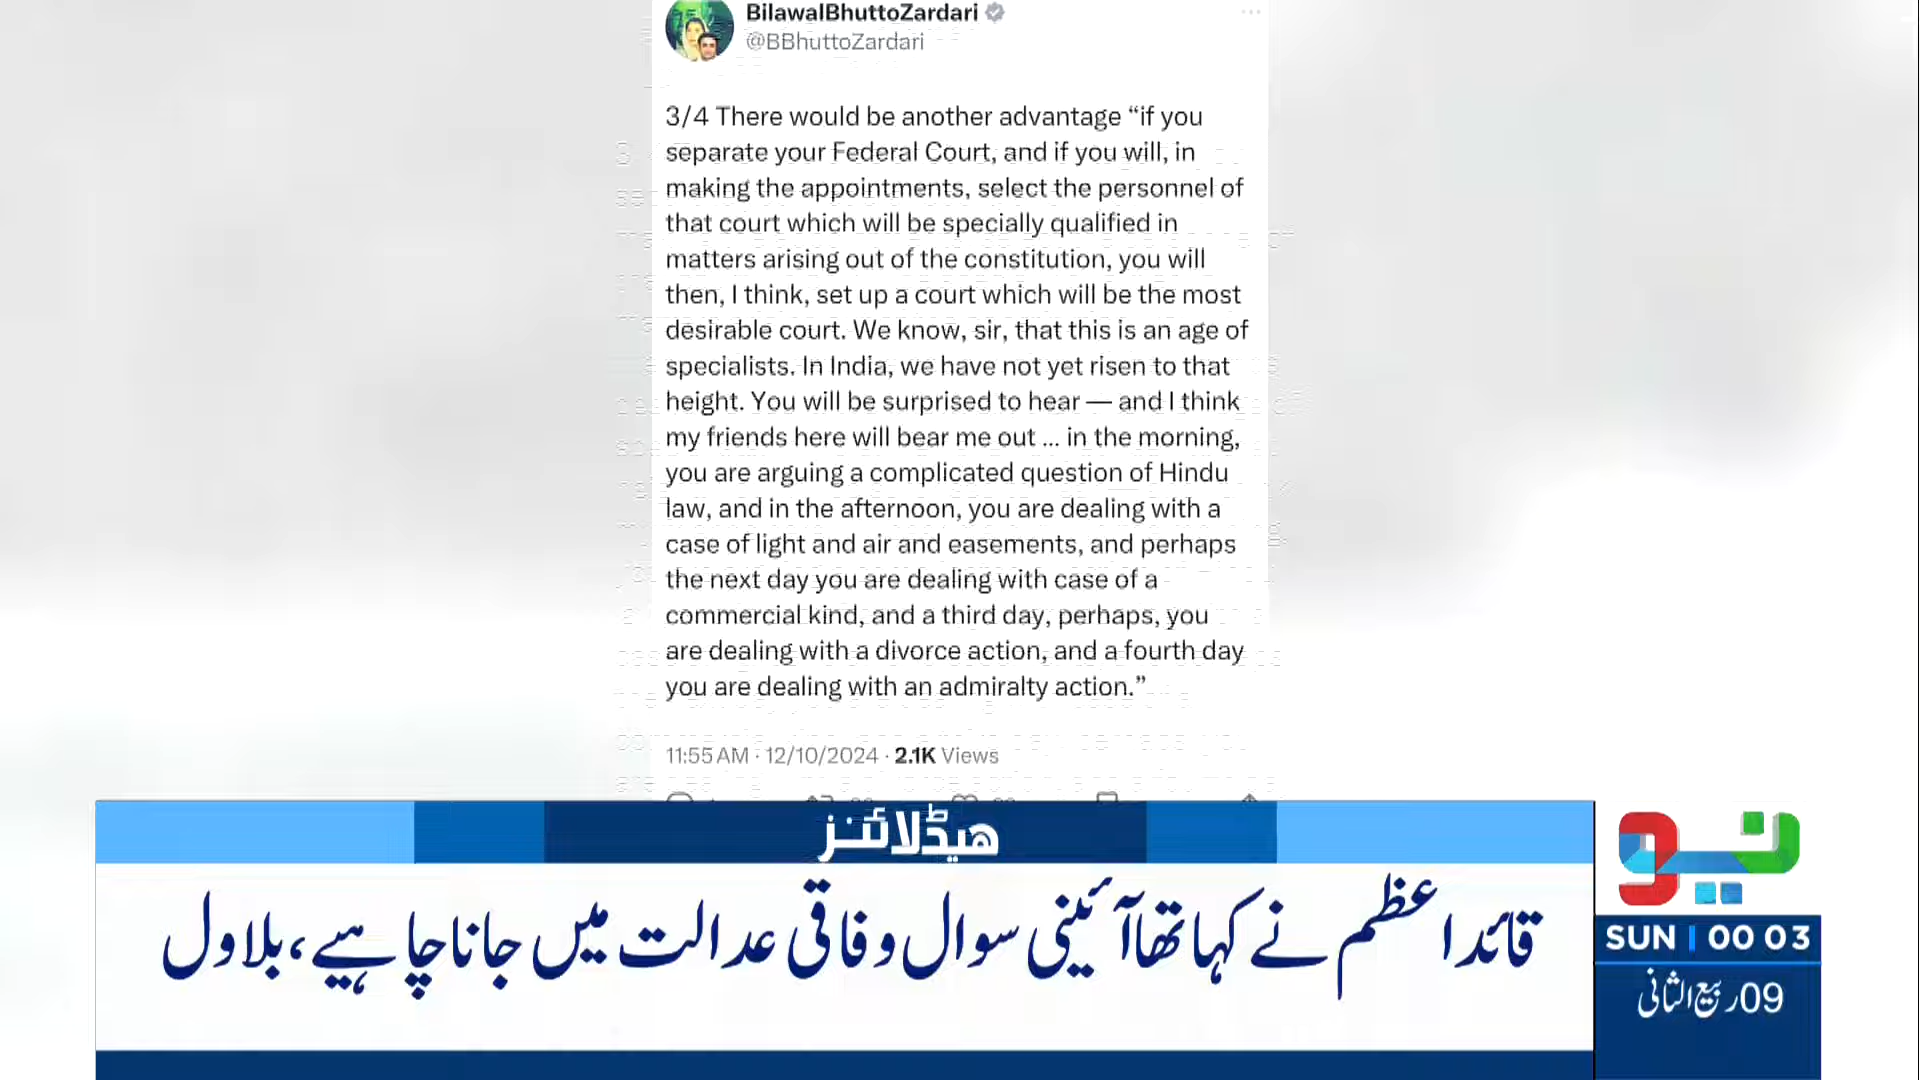 BilawalBhuttoZardari
@BBhuttoZardari
3/4 There would be another advantage “if you
separate your Federal Court, and if you will, in
making the appointments, select the personnel of
that court which will be specially qualified in
matters arising out of the constitution, you will
then, I think, set up a court which will be the most
desirable court. We know, sir, that this is an age of
specialists. In India, we have not yet risen to that
height. You will be surprised to hear — and I think
my friends here will bear me out ... in the morning,
you are arguing a complicated question of Hindu
law, and in the afternoon, you are dealing with a
case of light and air and easements, and perhaps
the next day you are dealing with case of a
commercial kind, and a third day, perhaps, you
are dealing with a divorce action, and a fourth day
you are dealing with an admiralty action.”
11:55 AM · 12/10/2024 · 2.1K Views
ھیڈلائنز
قائداعظم نے کہا تھا آئینی سوال وفاقی عدالت میں جانا چاہیے، بلاول
نیو
SUN | 00 03
09 ربیع الثانی